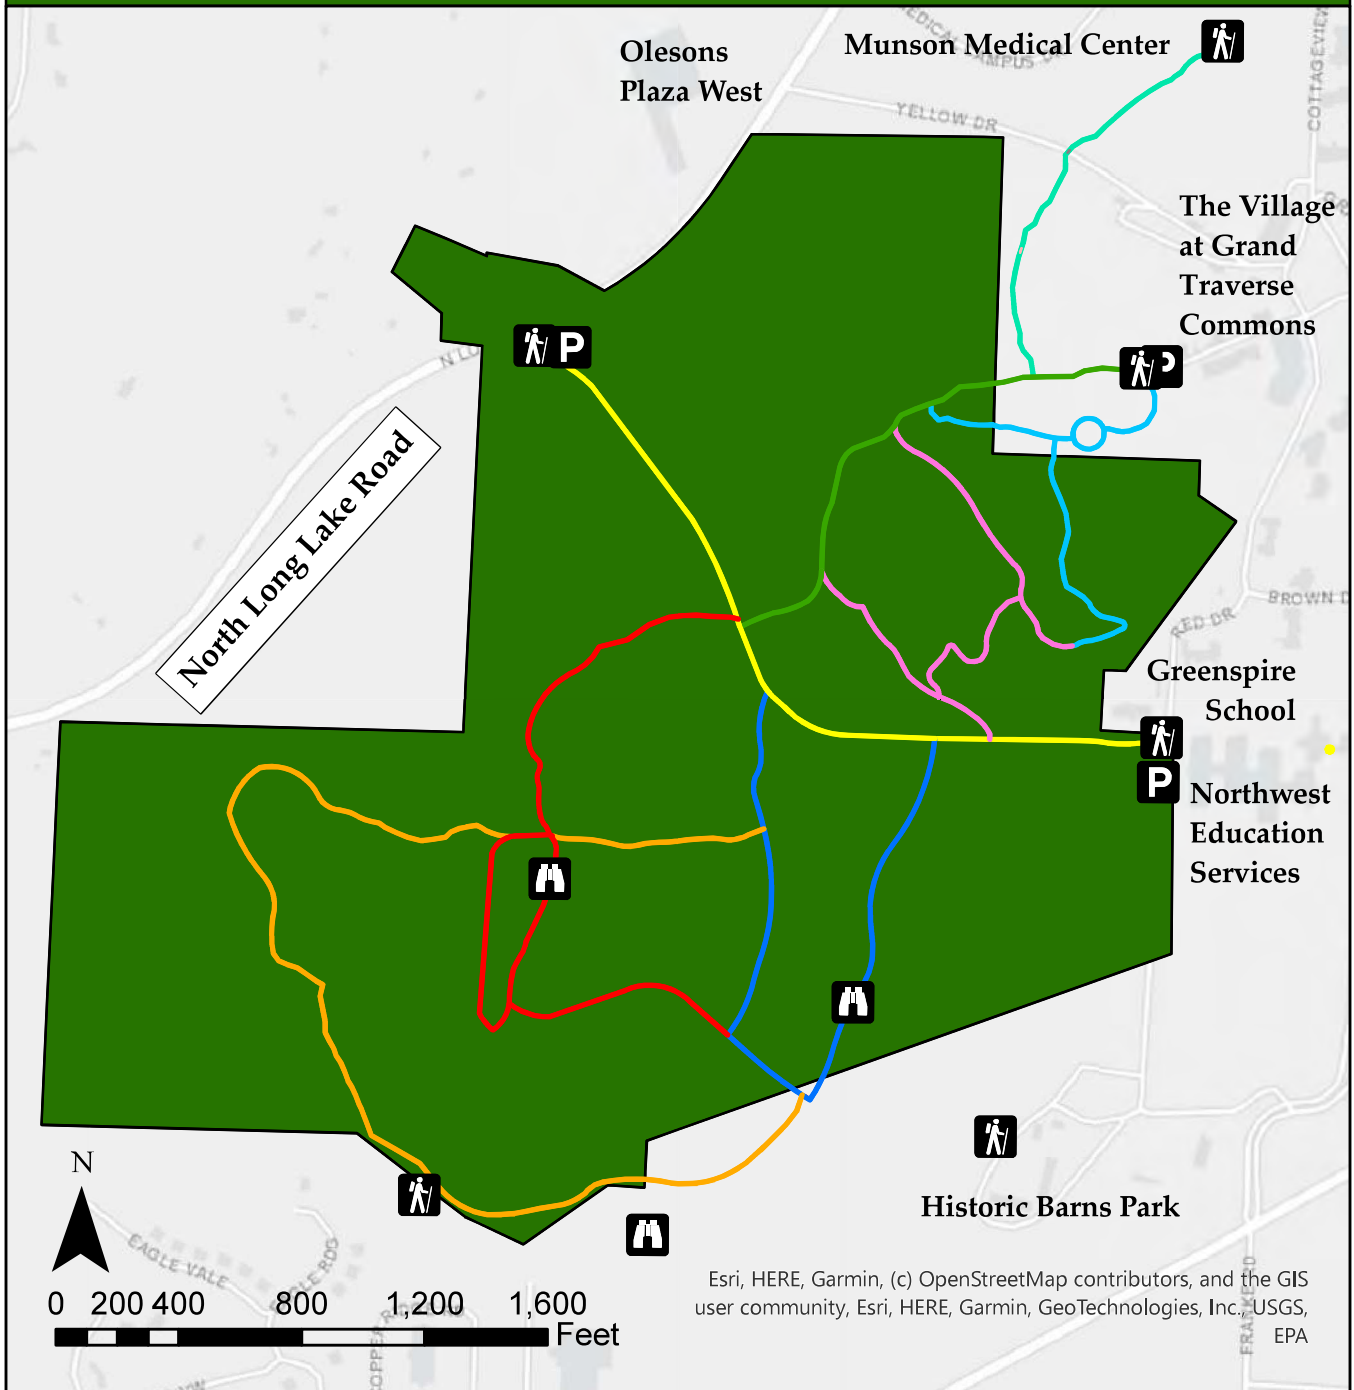 Olesons
Plaza West
Munson Medical Center
YELLOW DR
COTTAGEVIEW
The Village
at Grand
Traverse
Commons
P
N LO
North Long Lake Road
BROWN D
RED DR
Greenspire
School
P
Northwest
Education
Services
N
Historic Barns Park
EAGLE VALE
RDG
0 200 400 800 1,200 1,600
Feet
Esri, HERE, Garmin, (c) OpenStreetMap contributors, and the GIS
user community, Esri, HERE, Garmin, GeoTechnologies, Inc., USGS,
EPA